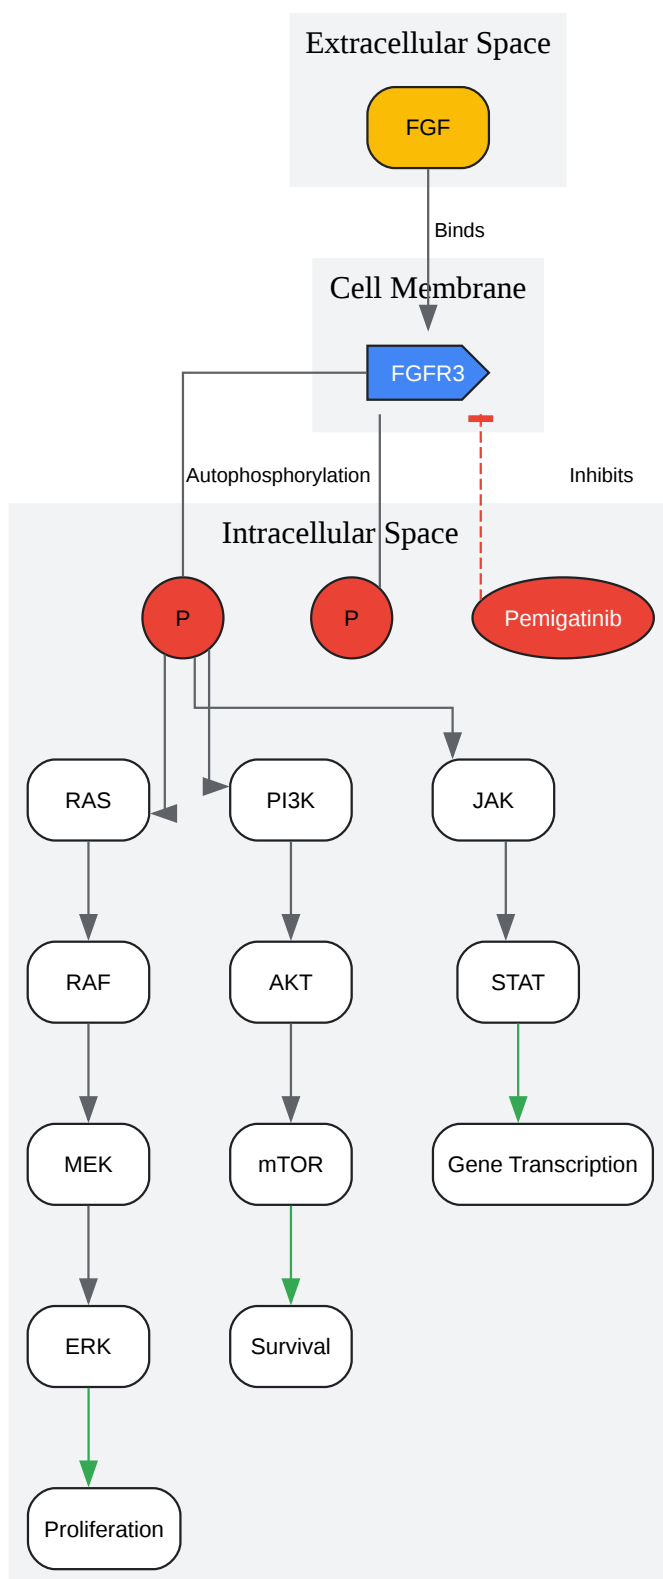 Extracellular Space
FGF
Binds
Cell Membrane
FGFR3
Autophosphorylation
Inhibits
Intracellular Space
P
P
Pemigatinib
RAS
PI3K
JAK
RAF
AKT
STAT
MEK
mTOR
Gene Transcription
ERK
Survival
Proliferation